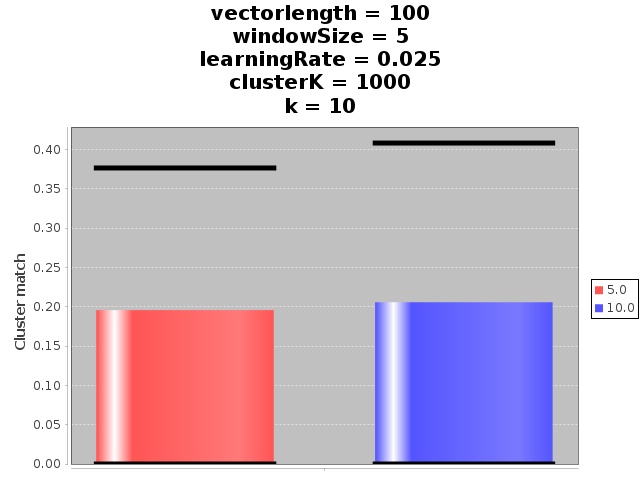 vectorlength = 100
windowSize = 5
learningRate = 0.025
clusterK = 1000
k = 10
0.40
0.35
0.30
0.25
0.20
0.15
0.10
0.05
0.00
Cluster match
5.0
10.0